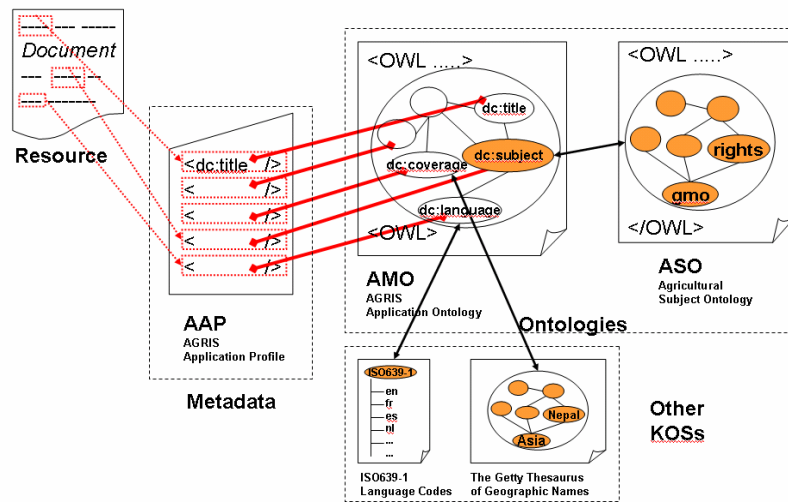 Document
Resource
<dc:title />
< />
< />
< />
< />
AAP
AGRIS
Application Profile
Metadata
<OWL .....>
dc:title
dc:subject
dc:coverage
dc:language
<OWL>
AMO
AGRIS
Application Ontology
<OWL .....>
rights
gmo
</OWL>
ASO
Agricultural
Subject Ontology
Ontologies
ISO639-1
en
fr
es
nl
...
...
ISO639-1
Language Codes
Nepal
Asia
The Getty Thesaurus
of Geographic Names
Other
KOSs